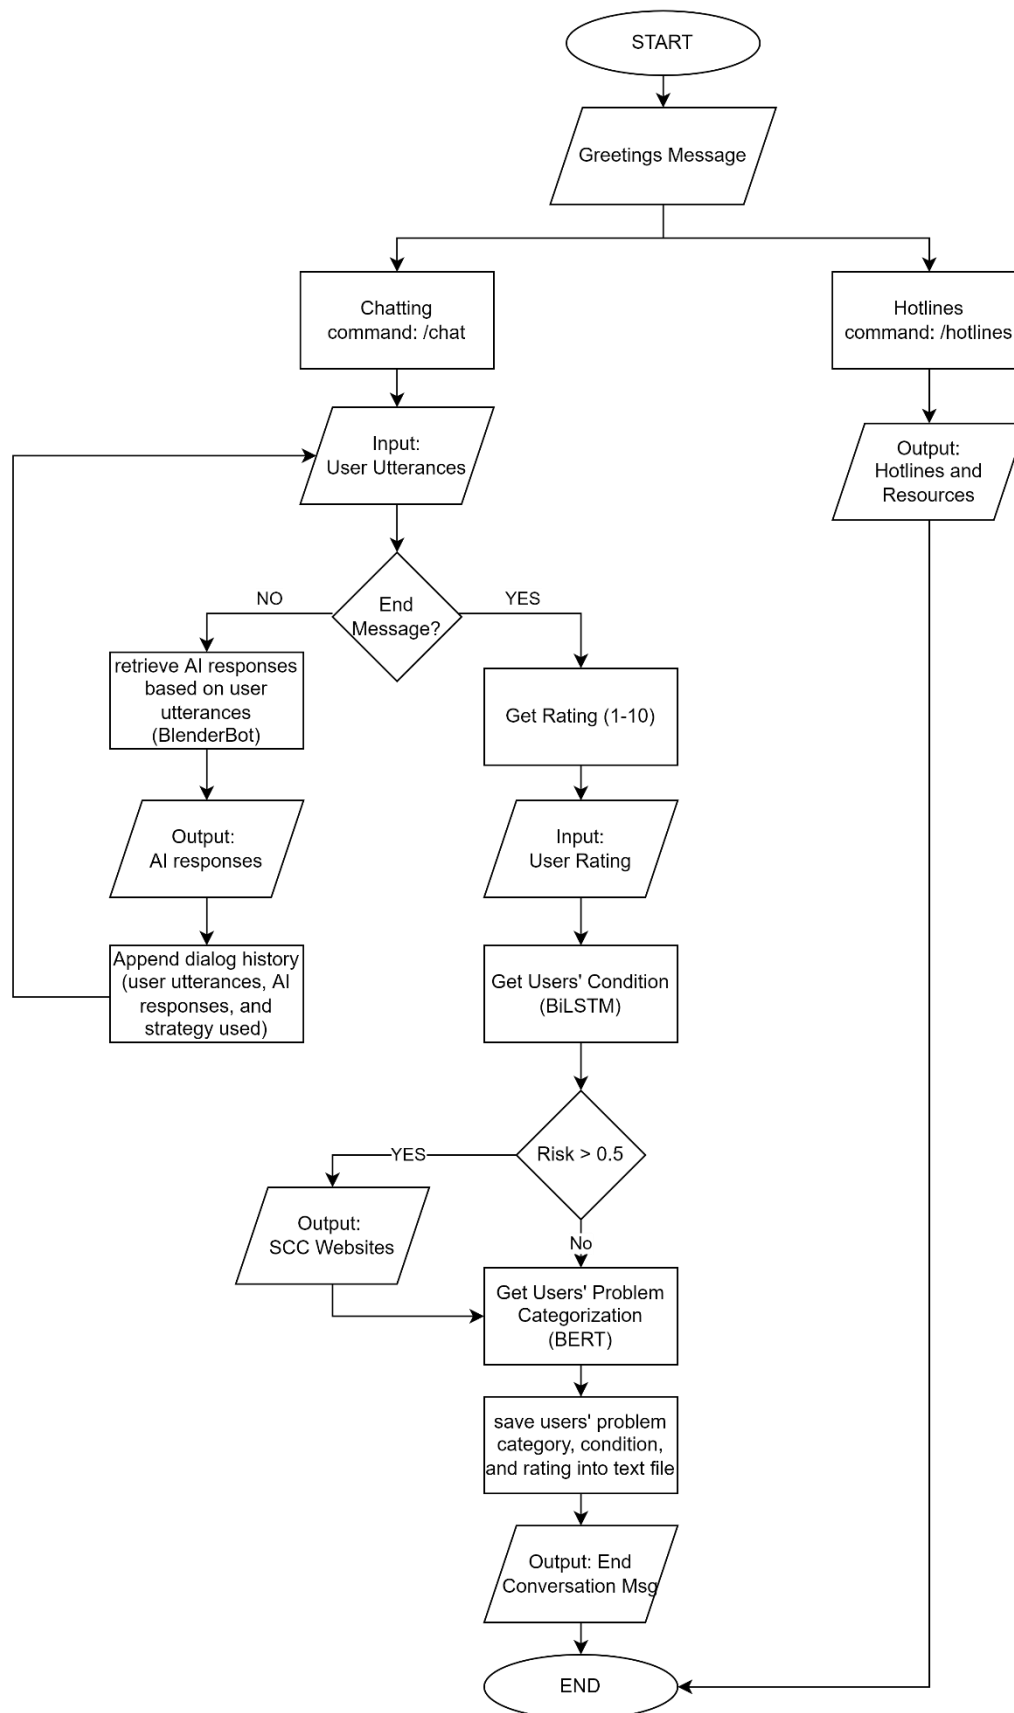 START
Greetings Message
Chatting
command: /chat
Hotlines
command: /hotlines
Input:
User Utterances
Output:
Hotlines and
Resources
End
Message?
NO
YES
retrieve AI responses
based on user
utterances
(BlenderBot)
Get Rating (1-10)
Output:
AI responses
Input:
User Rating
Append dialog history
(user utterances, AI
responses, and
strategy used)
Get Users' Condition
(BiLSTM)
Risk > 0.5
YES
Output:
SCC Websites
No
Get Users' Problem
Categorization
(BERT)
save users' problem
category, condition,
and rating into text file
Output: End
Conversation Msg
END